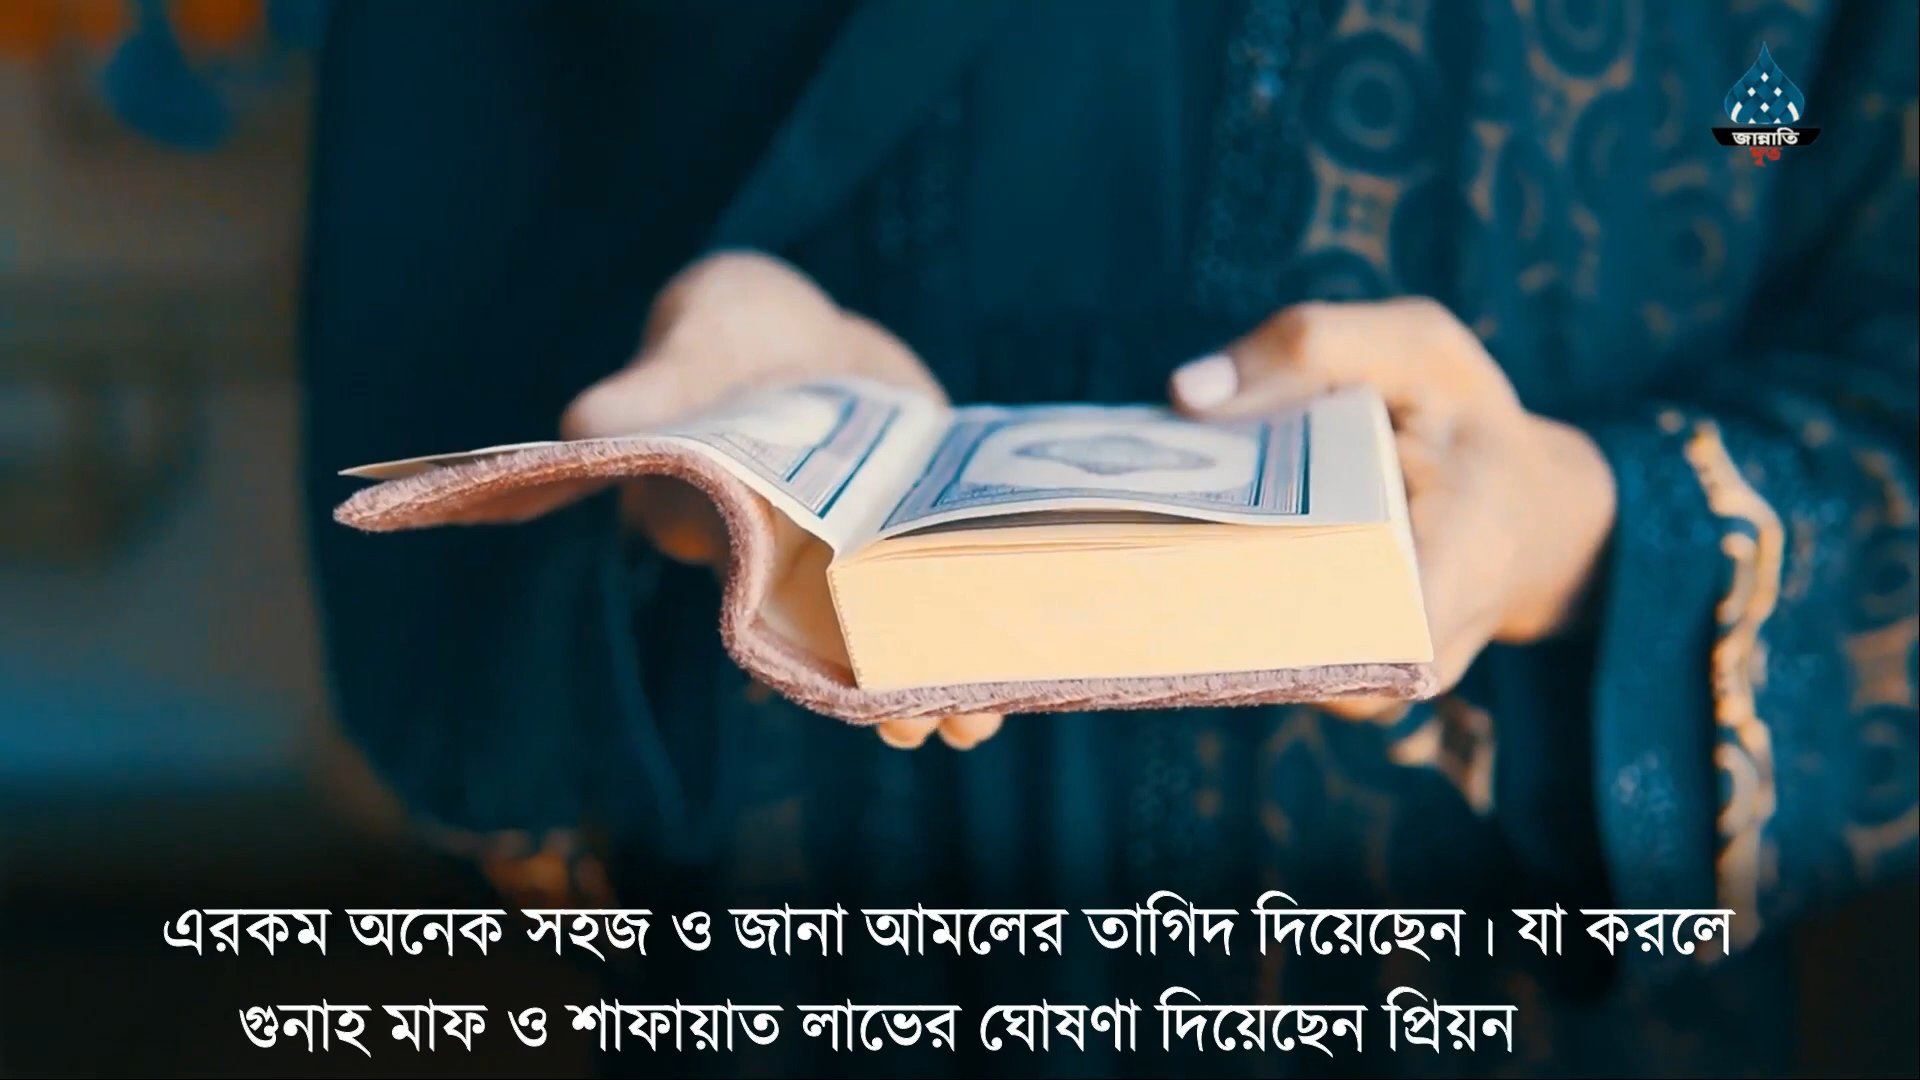 জান্নাতি
দূত
এরকম অনেক সহজ ও জানা আমলের তাগিদ দিয়েছেন। যা করলে
গুনাহ মাফ ও শাফায়াত লাভের ঘোষণা দিয়েছেন প্রিয়ন